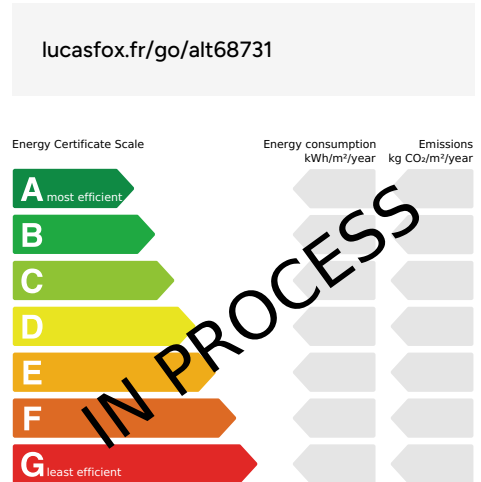 lucasfox.fr/go/alt68731
Energy Certificate Scale
Energy consumption
kWh/m²/year
Emissions
kg CO₂/m²/year
A most efficient
B
C
D
E
F
G least efficient
IN PROCESS